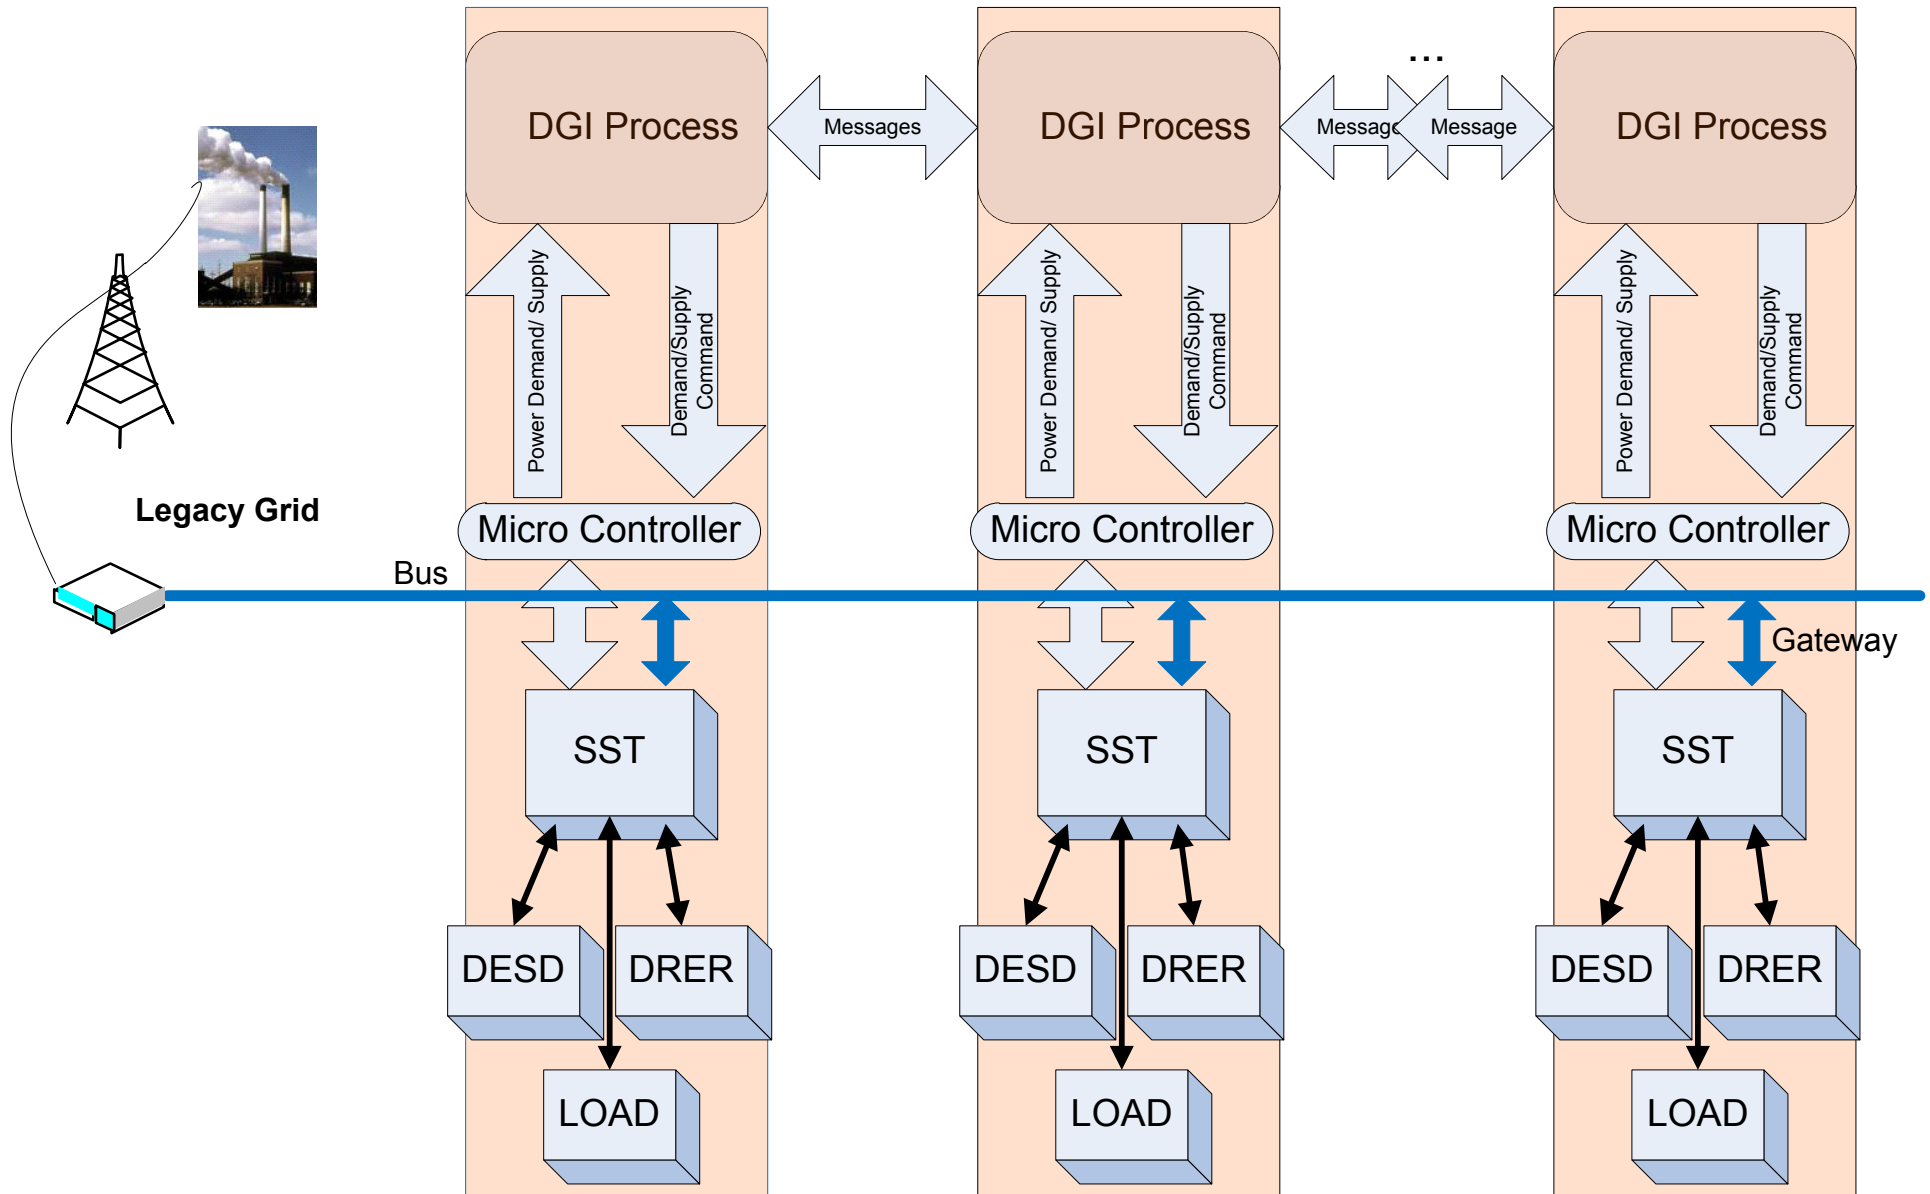 ...
DGI Process
Messages
DGI Process
Message
DGI Process
Power Demand/ Supply
Demand/Supply
Command
Power Demand/ Supply
Demand/Supply
Command
Power Demand/ Supply
Demand/Supply
Command
Legacy Grid
Micro Controller
Micro Controller
Micro Controller
Bus
Gateway
SST
SST
SST
DESD
DRER
DESD
DRER
DESD
DRER
LOAD
LOAD
LOAD